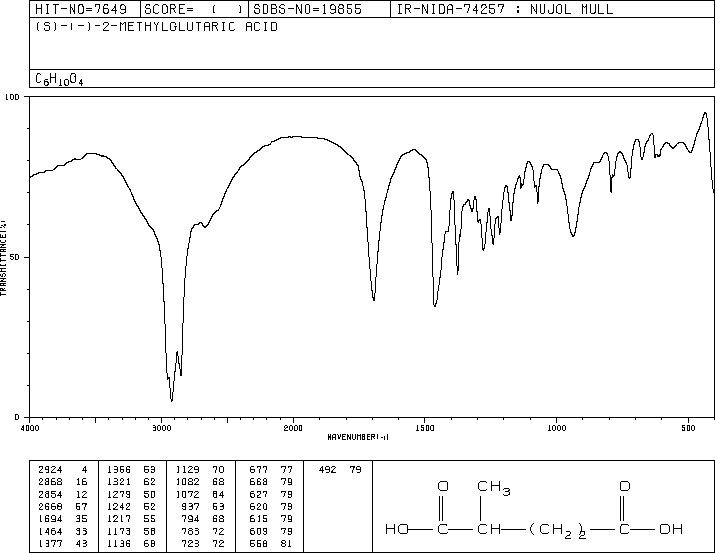 HIT-NO=7649 SCORE= ( ) SDBS-NO=19855 IR-NIDA-74257 : NUJOL MULL
(S)-(-)-2-METHYLGLUTARIC ACID
C6H10O4
100
50
0
TRANSMITTANCE(%)
4000 3000 2000 1500 1000 500
WAVENUMBER(-1)
2924 4 1366 59 1129 70 677 77 492 79
2868 16 1321 62 1082 68 668 79
2854 12 1279 50 1072 64 627 79
2668 57 1242 52 937 53 620 79
1694 35 1217 55 794 68 615 79
1464 33 1173 58 783 72 609 79
1377 43 1136 68 723 72 558 81
O CH3 O
HO C CH (CH2)2 C OH